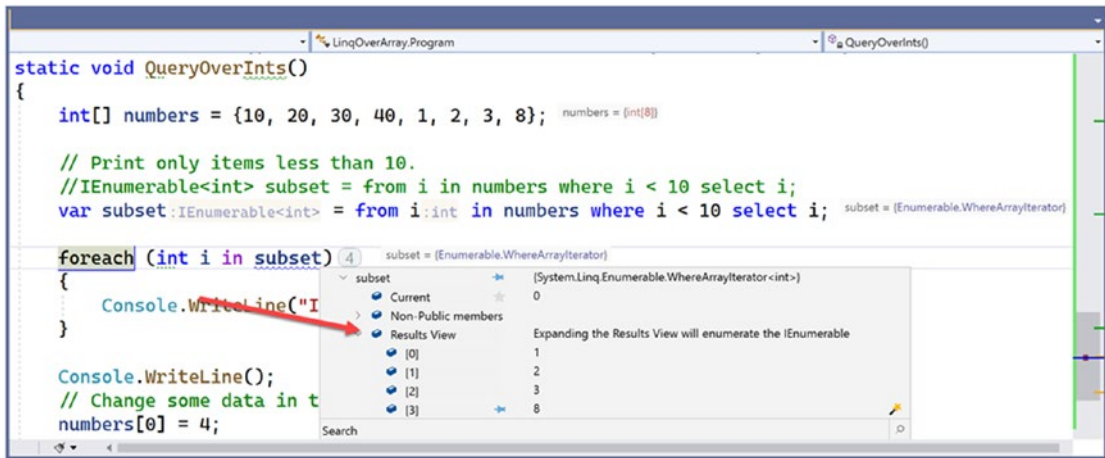 LinqOverArray.Program QueryOverInts()
static void QueryOverInts()
{
int[] numbers = {10, 20, 30, 40, 1, 2, 3, 8}; numbers = {int[8]}
// Print only items less than 10.
//IEnumerable<int> subset = from i in numbers where i < 10 select i;
var subset:IEnumerable<int> = from i:int in numbers where i < 10 select i; subset = {Enumerable.WhereArrayIterator}
foreach (int i in subset) 4 subset = {Enumerable.WhereArrayIterator}
{
subset {System.Linq.Enumerable.WhereArrayIterator<int>}
Current 0
Console.WriteLine("I
Non-Public members
}
Results View Expanding the Results View will enumerate the IEnumerable
[0] 1
[1] 2
Console.WriteLine();
[2] 3
// Change some data in t
[3] 8
numbers[0] = 4;
Search